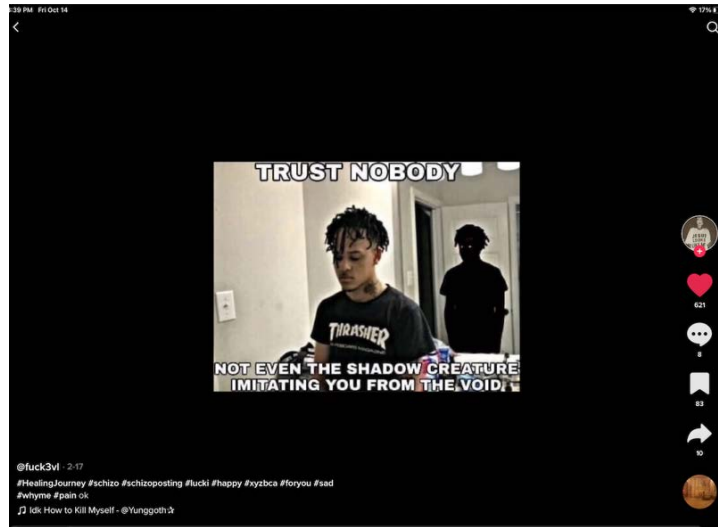 :39 PM Fri Oct 14
17%
TRUST NOBODY
THRASHER
NOT EVEN THE SHADOW CREATURE
IMITATING YOU FROM THE VOID
621
8
83
10
@fuck3vl · 2-17
#HealingJourney #schizo #schizoposting #lucki #happy #xyzbca #foryou #sad
#whyme #pain ok
Idk How to Kill Myself - @Yunggoth✰